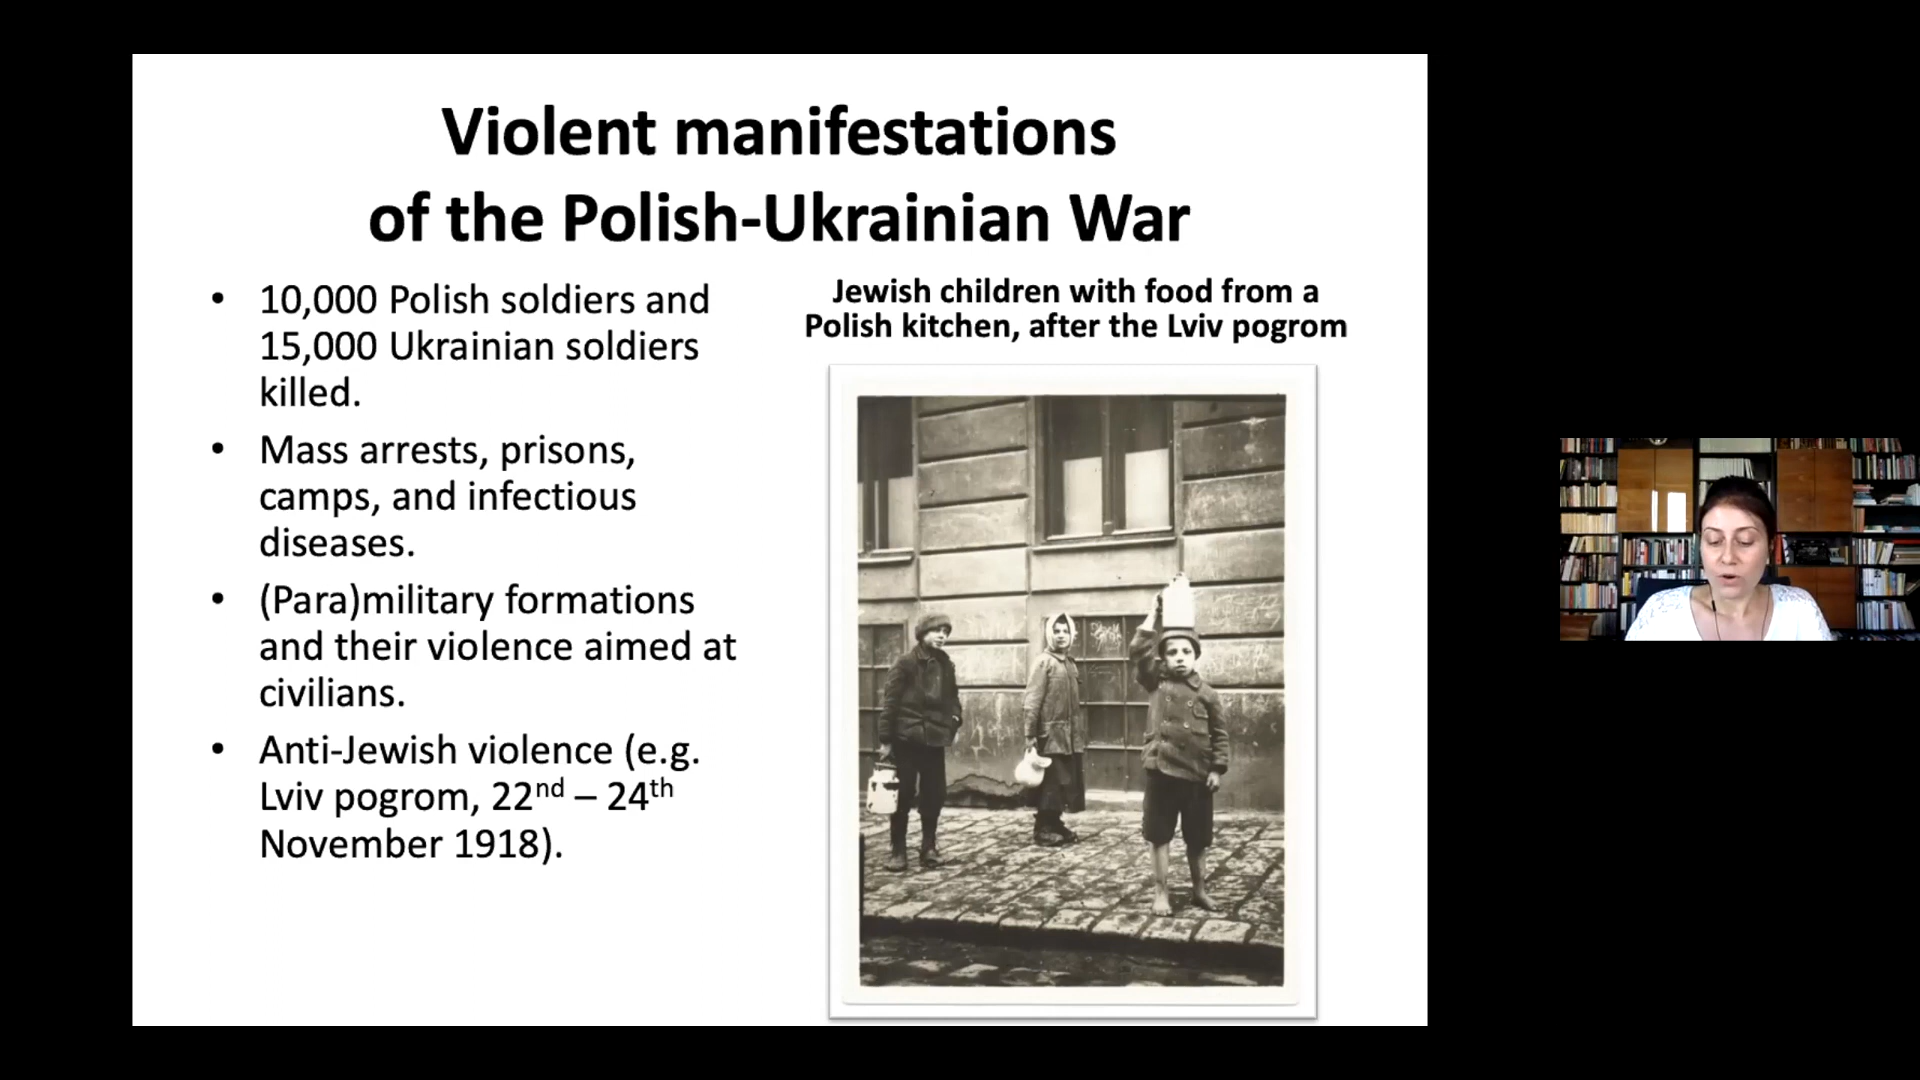 Violent manifestations
of the Polish-Ukrainian War
• 10,000 Polish soldiers and
15,000 Ukrainian soldiers
killed.
• Mass arrests, prisons,
camps, and infectious
diseases.
• (Para)military formations
and their violence aimed at
civilians.
• Anti-Jewish violence (e.g.
Lviv pogrom, 22nd – 24th
November 1918).
Jewish children with food from a
Polish kitchen, after the Lviv pogrom